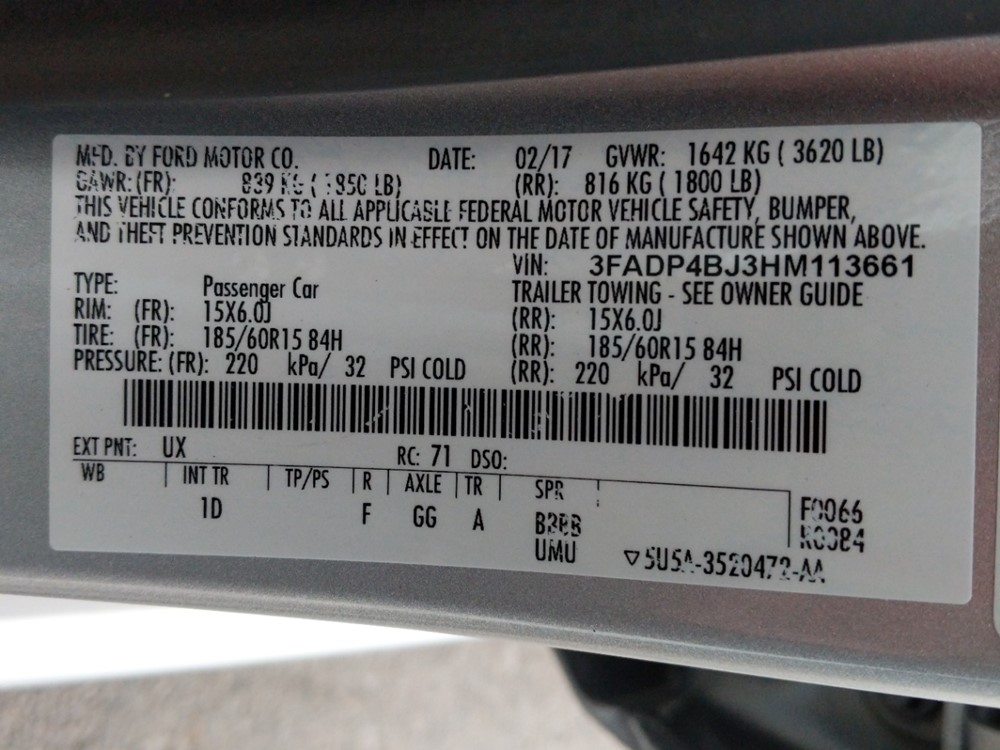 MFD. BY FORD MOTOR CO. DATE: 02/17 GVWR: 1642 KG ( 3620 LB)
GAWR: (FR): 839 KG ( 1850 LB) (RR): 816 KG ( 1800 LB)
THIS VEHICLE CONFORMS TO ALL APPLICABLE FEDERAL MOTOR VEHICLE SAFETY, BUMPER,
AND THEFT PREVENTION STANDARDS IN EFFECT ON THE DATE OF MANUFACTURE SHOWN ABOVE.
VIN: 3FADP4BJ3HM113661
TYPE: Passenger Car TRAILER TOWING - SEE OWNER GUIDE
RIM: (FR): 15X6.0J (RR): 15X6.0J
TIRE: (FR): 185/60R15 84H (RR): 185/60R15 84H
PRESSURE: (FR): 220 kPa/ 32 PSI COLD (RR): 220 kPa/ 32 PSI COLD
EXT PNT: UX RC: 71 DSO:
WB INT TR TP/PS R AXLE TR SPR
1D F GG A F0066
UMU K0084
▽5U5A-3520472-AA